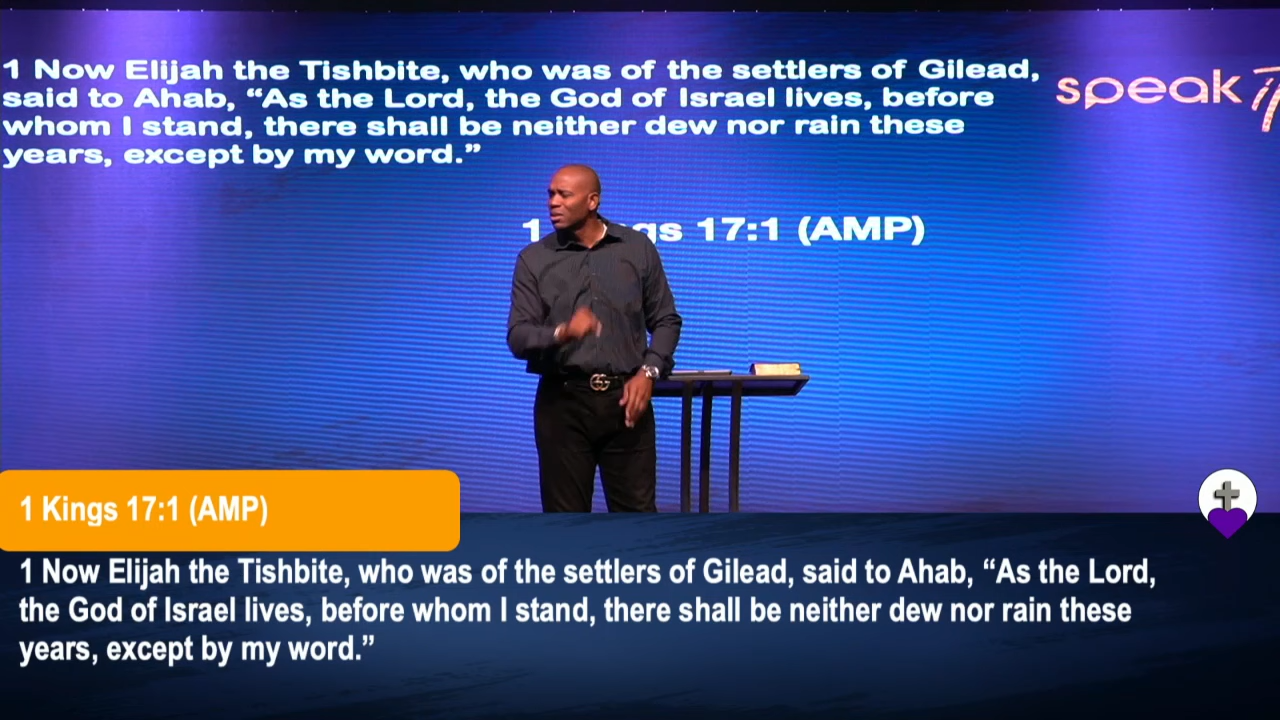 1 Now Elijah the Tishbite, who was of the settlers of Gilead,
said to Ahab, “As the Lord, the God of Israel lives, before
whom I stand, there shall be neither dew nor rain these
years, except by my word.”
speak
1 gs 17:1 (AMP)
1 Kings 17:1 (AMP)
1 Now Elijah the Tishbite, who was of the settlers of Gilead, said to Ahab, “As the Lord,
the God of Israel lives, before whom I stand, there shall be neither dew nor rain these
years, except by my word.”